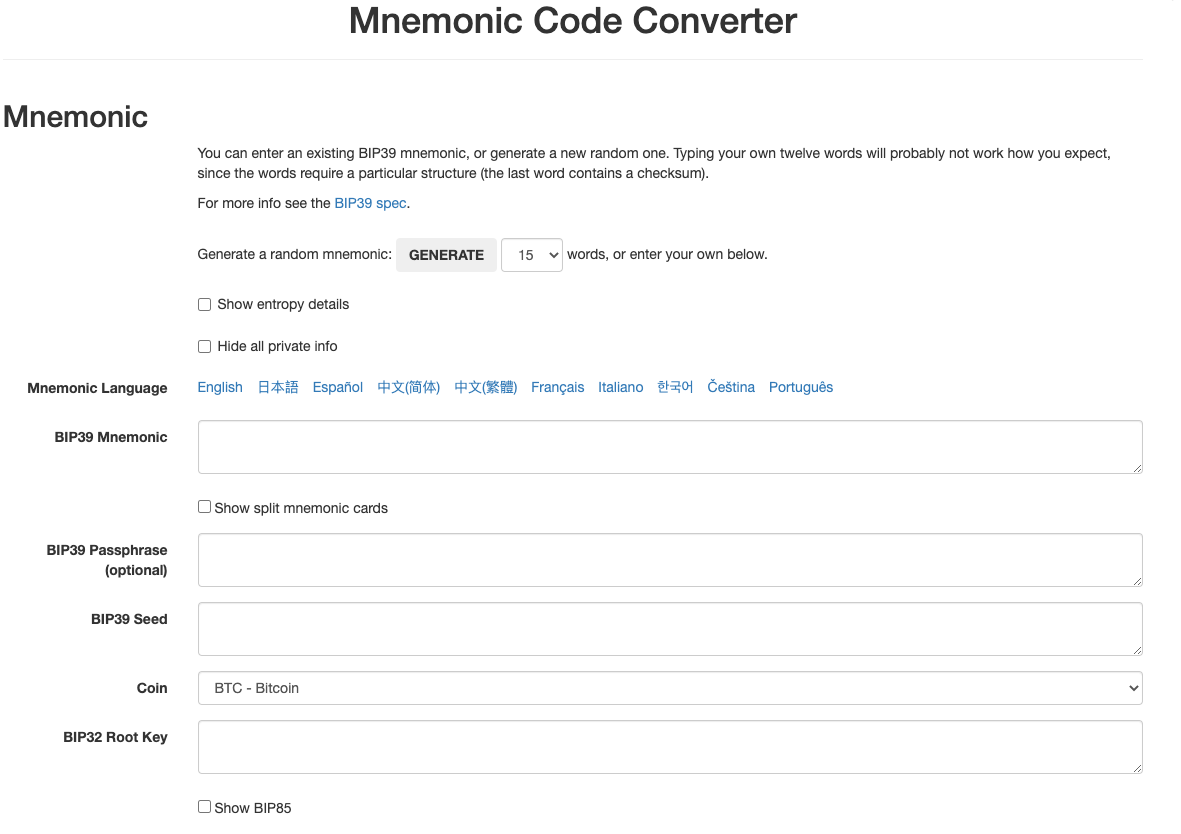 Mnemonic Code Converter
Mnemonic
You can enter an existing BIP39 mnemonic, or generate a new random one. Typing your own twelve words will probably not work how you expect,
since the words require a particular structure (the last word contains a checksum).
For more info see the BIP39 spec.
Generate a random mnemonic: GENERATE 15 words, or enter your own below.
Show entropy details
Hide all private info
Mnemonic Language English 日本語 Español 中文(简体) 中文(繁體) Français Italiano 한국어 Čeština Português
BIP39 Mnemonic
Show split mnemonic cards
BIP39 Passphrase
(optional)
BIP39 Seed
Coin BTC - Bitcoin
BIP32 Root Key
Show BIP85